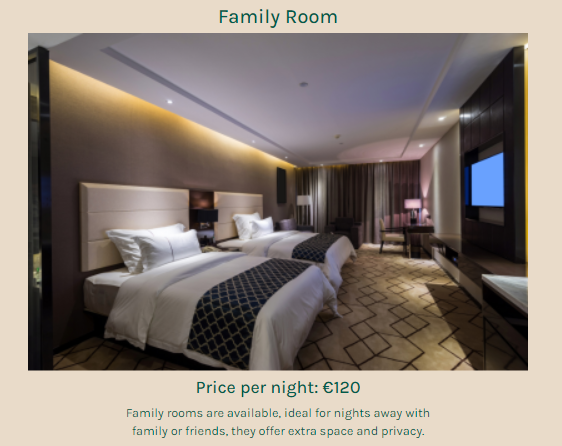 Family Room
Price per night: €120
Family rooms are available, ideal for nights away with
family or friends, they offer extra space and privacy.